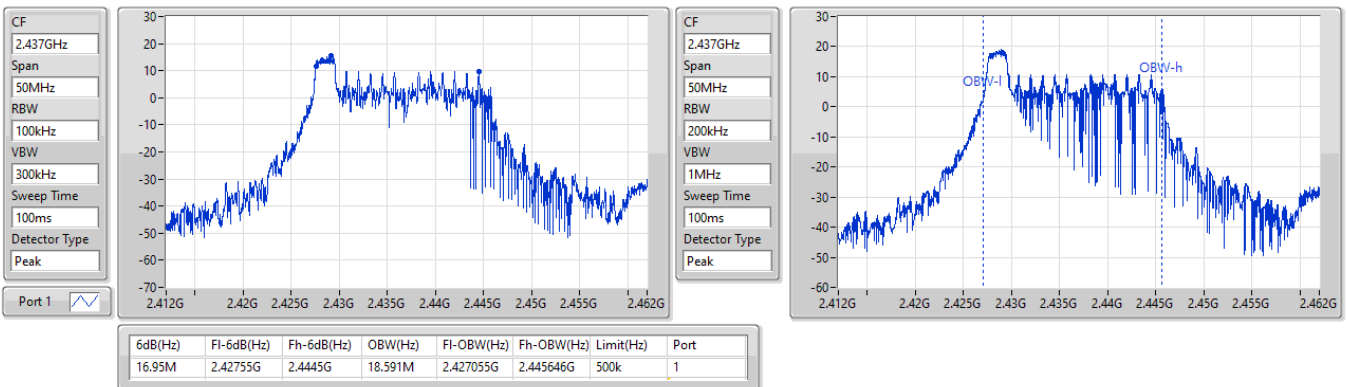 CF
2.437GHz
Span
50MHz
RBW
100kHz
VBW
300kHz
Sweep Time
100ms
Detector Type
Peak
Port 1
30-
20-
10-
0-
-10-
-20-
-30-
-40-
-50-
-60-
-70-
2.412G 2.42G 2.425G 2.43G 2.435G 2.44G 2.445G 2.45G 2.455G 2.462G
CF
2.437GHz
Span
50MHz
RBW
200kHz
VBW
1MHz
Sweep Time
100ms
Detector Type
Peak
30-
20-
10-
0-
-10-
-20-
-30-
-40-
-50-
-60-
OBW-l
OBW-h
2.412G 2.42G 2.425G 2.43G 2.435G 2.44G 2.445G 2.45G 2.455G 2.462G
6dB(Hz) Fl-6dB(Hz) Fh-6dB(Hz) OBW(Hz) Fl-OBW(Hz) Fh-OBW(Hz) Limit(Hz) Port
16.95M 2.42755G 2.4445G 18.591M 2.427055G 2.445646G 500k 1